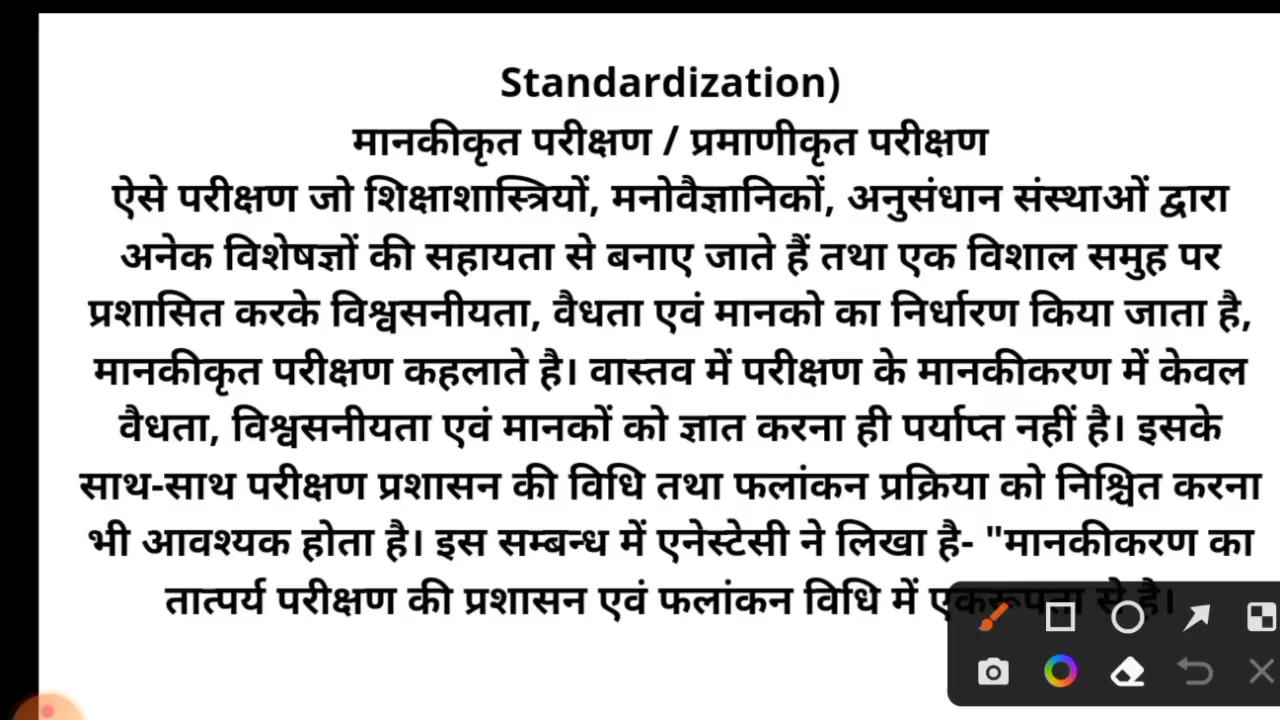 Standardization)
मानकीकृत परीक्षण / प्रमाणीकृत परीक्षण
ऐसे परीक्षण जो शिक्षाशास्त्रियों, मनोवैज्ञानिकों, अनुसंधान संस्थाओं द्वारा
अनेक विशेषज्ञों की सहायता से बनाए जाते हैं तथा एक विशाल समुह पर
प्रशासित करके विश्वसनीयता, वैधता एवं मानको का निर्धारण किया जाता है,
मानकीकृत परीक्षण कहलाते है। वास्तव में परीक्षण के मानकीकरण में केवल
वैधता, विश्वसनीयता एवं मानकों को ज्ञात करना ही पर्याप्त नहीं है। इसके
साथ-साथ परीक्षण प्रशासन की विधि तथा फलांकन प्रक्रिया को निश्चित करना
भी आवश्यक होता है। इस सम्बन्ध में एनेस्टेसी ने लिखा है- "मानकीकरण का
तात्पर्य परीक्षण की प्रशासन एवं फलांकन विधि में एकरूपता से है।